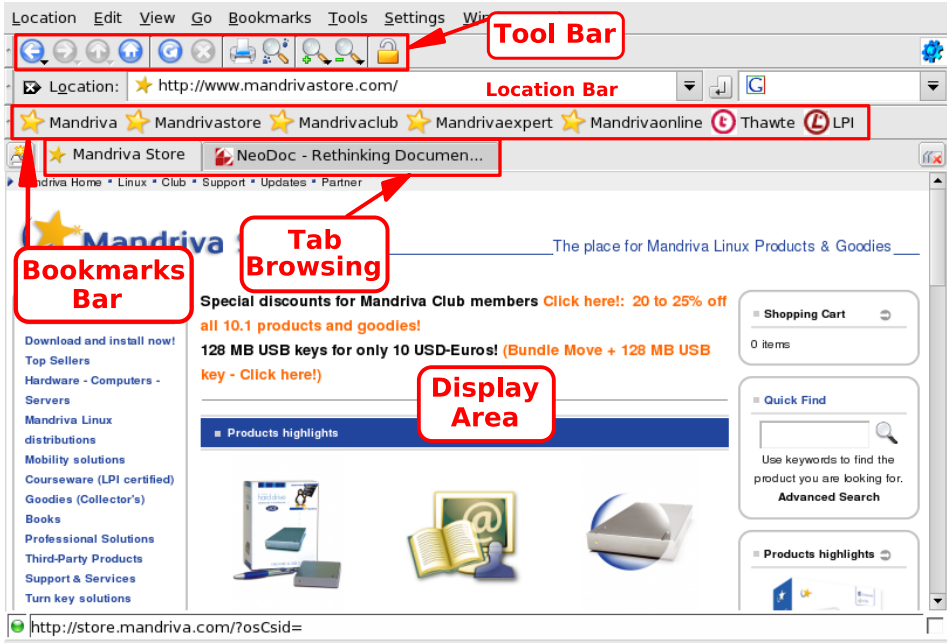 Location Edit View Go Bookmarks Tools Settings
Tool Bar
Location: http://www.mandrivastore.com/
Location Bar
G
Mandriva Mandrivastore Mandrivaclub Mandrivaexpert Mandrivaonline Thawte LPI
Mandriva Store NeoDoc - Rethinking Documen...
Home Linux Club Support Updates Partner
Mandriva
The place for Mandriva Linux Products & Goodies
Tab
Browsing
Bookmarks
Bar
Special discounts for Mandriva Club members Click here!: 20 to 25% off
all 10.1 products and goodies!
128 MB USB keys for only 10 USD-Euros! (Bundle Move + 128 MB USB
key - Click here!)
Display
Area
Download and install now!
Top Sellers
Hardware - Computers -
Servers
Mandriva Linux
distributions
Mobility solutions
Courseware (LPI certified)
Goodies (Collector's)
Books
Professional Solutions
Third-Party Products
Support & Services
Turn key solutions
Products highlights
Shopping Cart
0 items
Quick Find
Use keywords to find the
product you are looking for.
Advanced Search
Products highlights
http://store.mandriva.com/?osCsid=